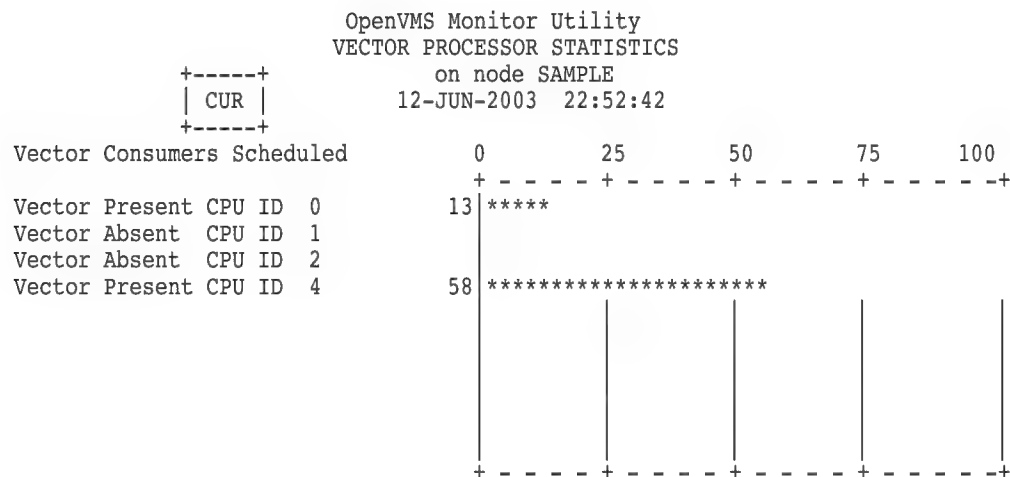 OpenVMS Monitor Utility
VECTOR PROCESSOR STATISTICS
+-----+ on node SAMPLE
| CUR | 12-JUN-2003 22:52:42
+-----+
Vector Consumers Scheduled 0 25 50 75 100
+ - - - - + - - - - + - - - - + - - - - -+
Vector Present CPU ID 0 13 | *****
Vector Absent CPU ID 1
Vector Absent CPU ID 2
Vector Present CPU ID 4 58 | **********************
+ - - - - + - - - - + - - - - + - - - - -+